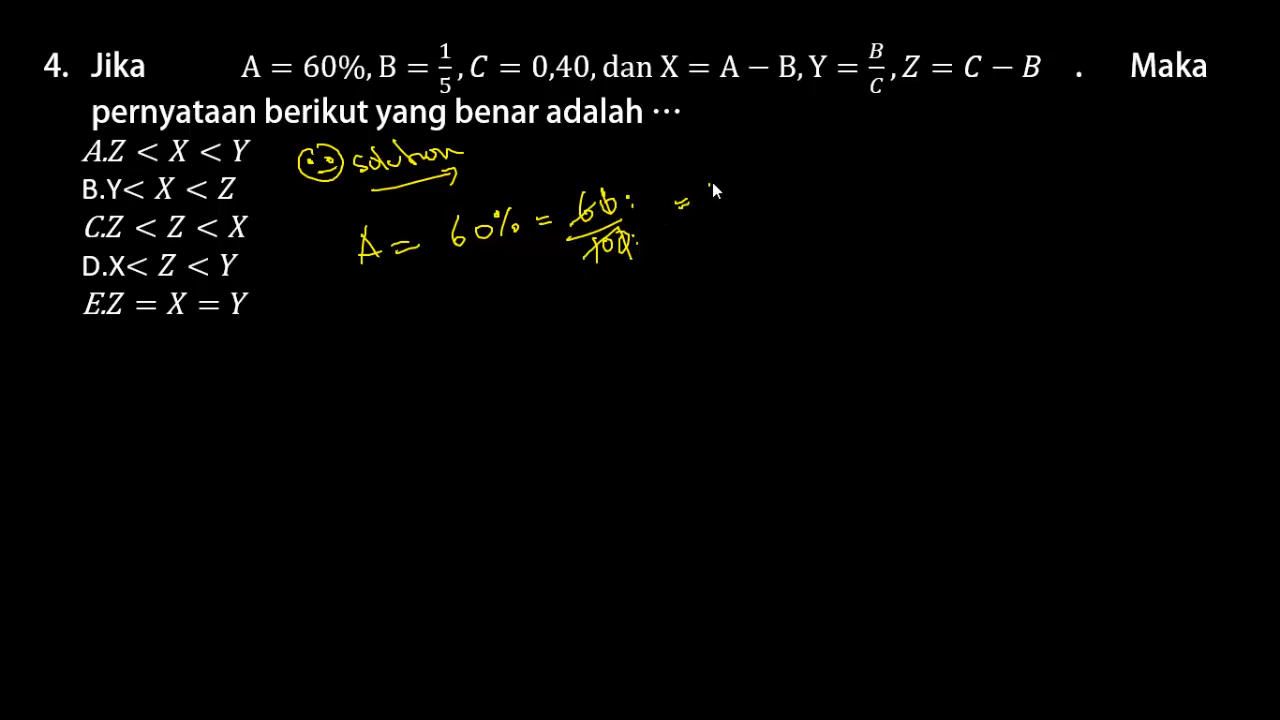 4. Jika A = 60%, B = 1/5, C = 0,40, dan X = A − B, Y = B/C, Z = C − B . Maka
pernyataan berikut yang benar adalah ⋯
A.Z < X < Y
B.Y< X < Z
C.Z < Z < X
D.X< Z < Y
E.Z = X = Y
solution
A = 60% = 60/100 =